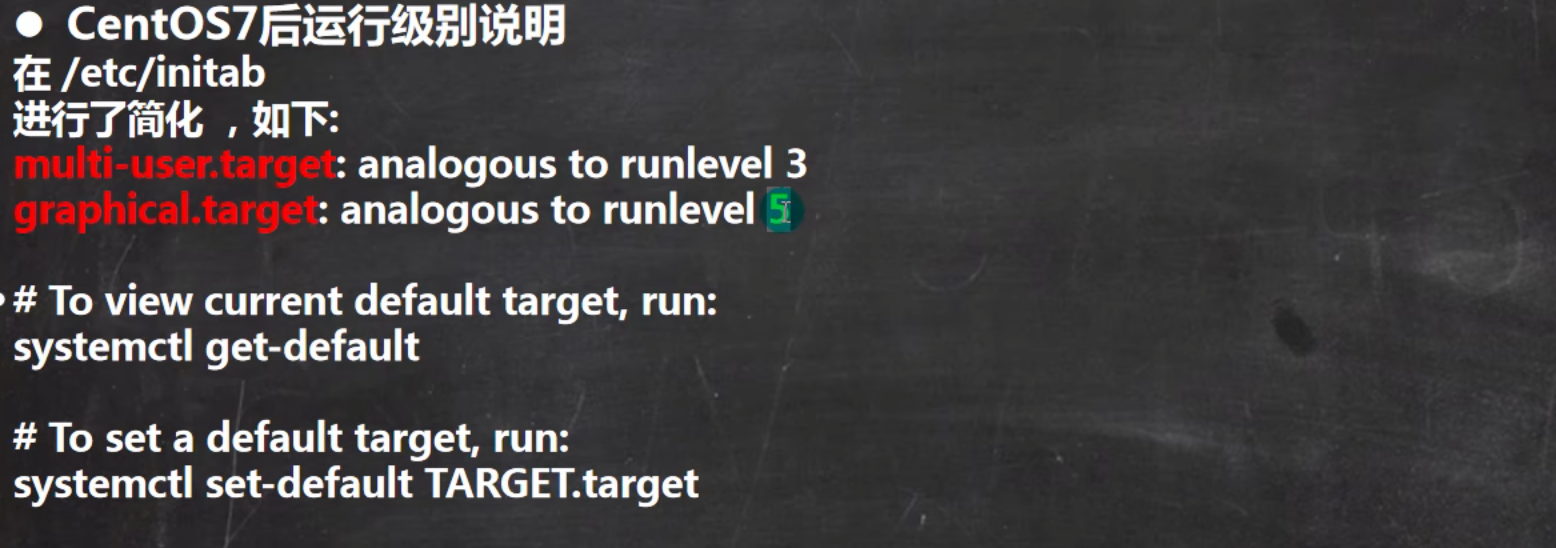 ● CentOS7后运行级别说明
在 /etc/initab
进行了简化 ，如下:
multi-user.target: analogous to runlevel 3
graphical.target: analogous to runlevel 5
# To view current default target, run:
systemctl get-default
# To set a default target, run:
systemctl set-default TARGET.target